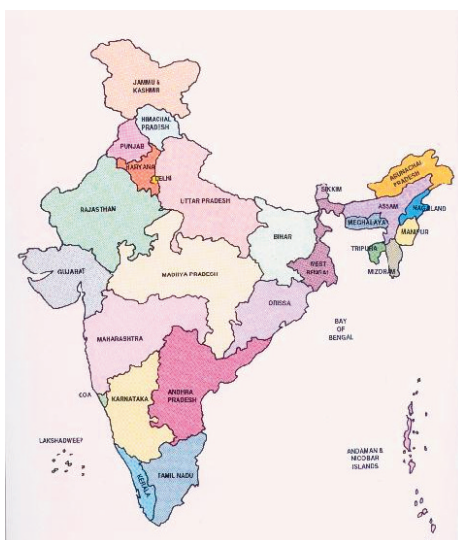 JAMMU &
KASHMIR
HIMACHAL
PRADESH
PUNJAB
HARYANA
DELHI
UTTAR PRADESH
RAJASTHAN
SIKKIM
ARUNACHAL
PRADESH
ASSAM
NAGALAND
MEGHALAYA
MANIPUR
TRIPURA
MIZORAM
BIHAR
WEST
BENGAL
GUJARAT
MADHYA PRADESH
ORISSA
BAY
OF
BENGAL
MAHARASHTRA
GOA
KARNATAKA
ANDHRA
PRADESH
LAKSHADWEEP
ANDAMAN &
NICOBAR
ISLANDS
KERALA
TAMIL NADU